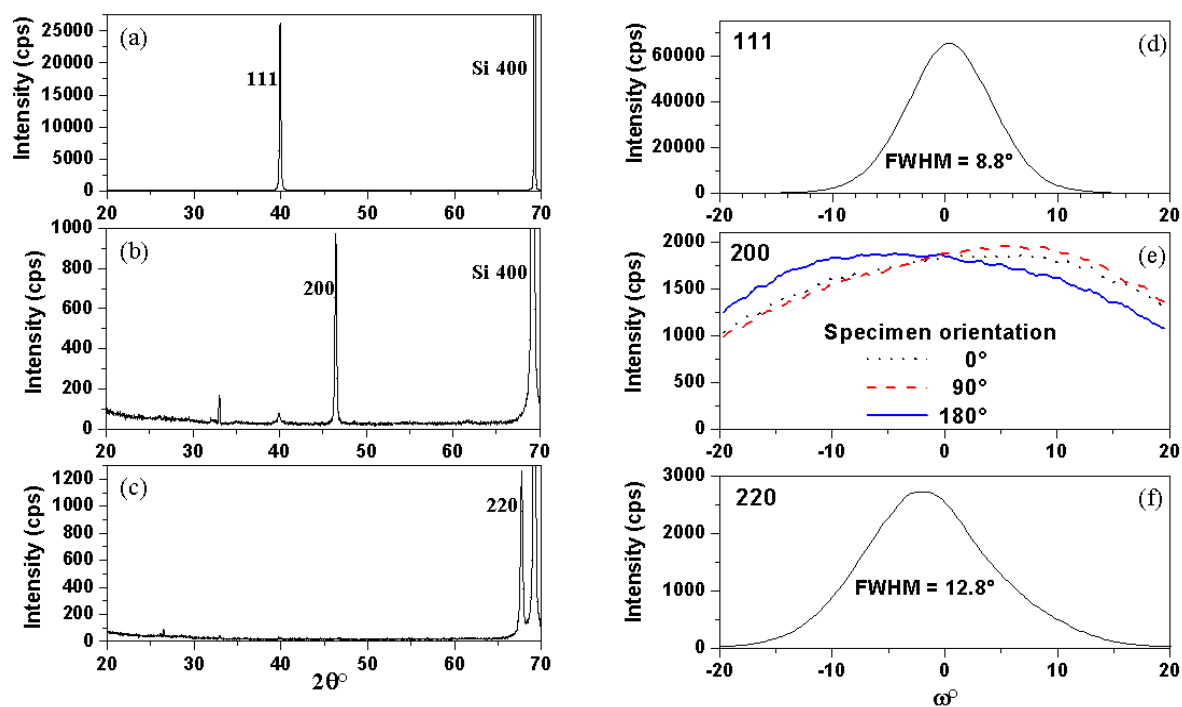 (a)
Intensity (cps)
25000
20000
15000
10000
5000
0
111
Si 400
20 30 40 50 60 70
(b)
Intensity (cps)
1000
800
600
400
200
0
200
Si 400
20 30 40 50 60 70
(c)
Intensity (cps)
1200
1000
800
600
400
200
0
220
20 30 40 50 60 70
2θ°
111
(d)
Intensity (cps)
60000
40000
20000
0
FWHM = 8.8°
-20 -10 0 10 20
200
(e)
Intensity (cps)
2000
1500
1000
500
0
Specimen orientation
0°
90°
180°
-20 -10 0 10 20
220
(f)
Intensity (cps)
3000
2000
1000
0
FWHM = 12.8°
-20 -10 0 10 20
ω°